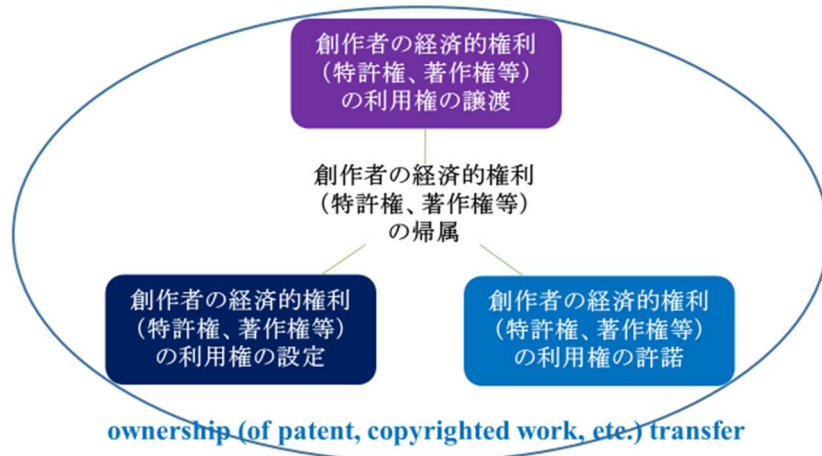 創作者の経済的権利
（特許権、著作権等）
の利用権の譲渡
創作者の経済的権利
（特許権、著作権等）
の帰属
創作者の経済的権利
（特許権、著作権等）
の利用権の設定
創作者の経済的権利
（特許権、著作権等）
の利用権の許諾
ownership (of patent, copyrighted work, etc.) transfer